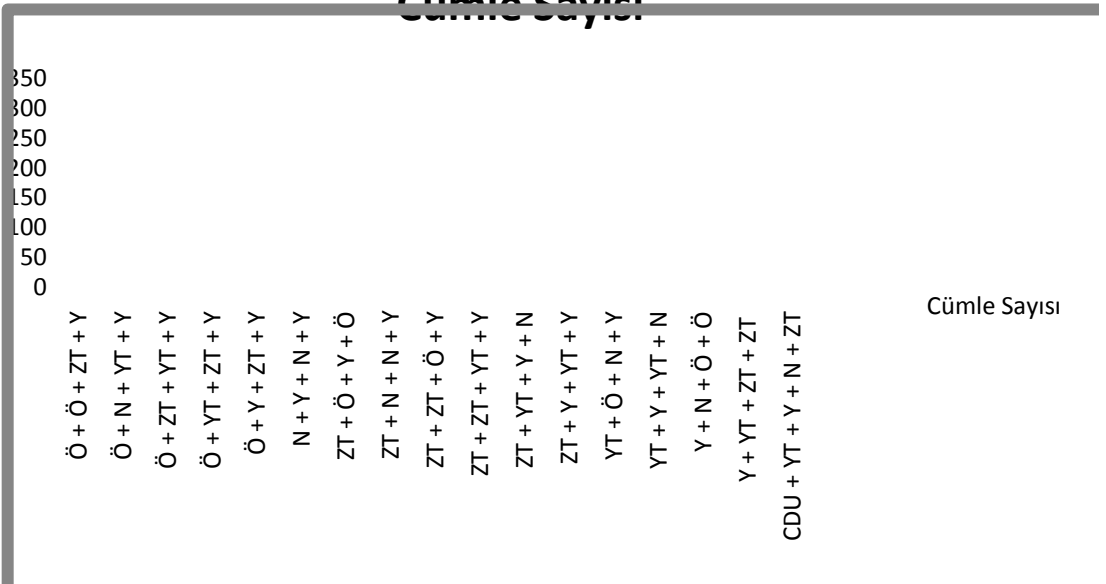 Cümle Sayısı
350
300
250
200
150
100
50
0
Ö + Ö + ZT + Y
Ö + N + YT + Y
Ö + ZT + YT + Y
Ö + YT + ZT + Y
Ö + Y + ZT + Y
N + Y + N + Y
ZT + Ö + Y + Ö
ZT + N + N + Y
ZT + ZT + Ö + Y
ZT + ZT + YT + Y
ZT + YT + Y + N
ZT + Y + YT + Y
YT + Ö + N + Y
YT + Y + YT + N
Y + N + Ö + Ö
Y + YT + ZT + ZT
CDU + YT + Y + N + ZT
Cümle Sayısı